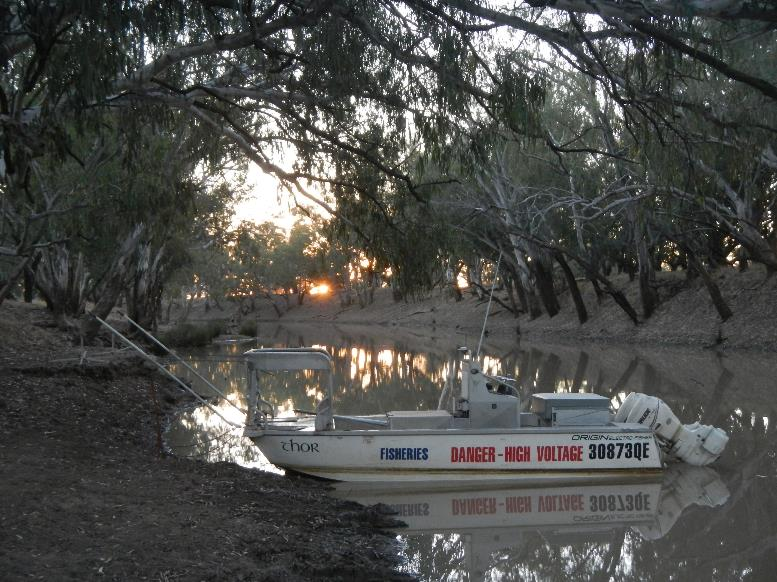 ORIGIN ELECTRO-FISHER
THOR FISHERIES DANGER-HIGH VOLTAGE 30873QE